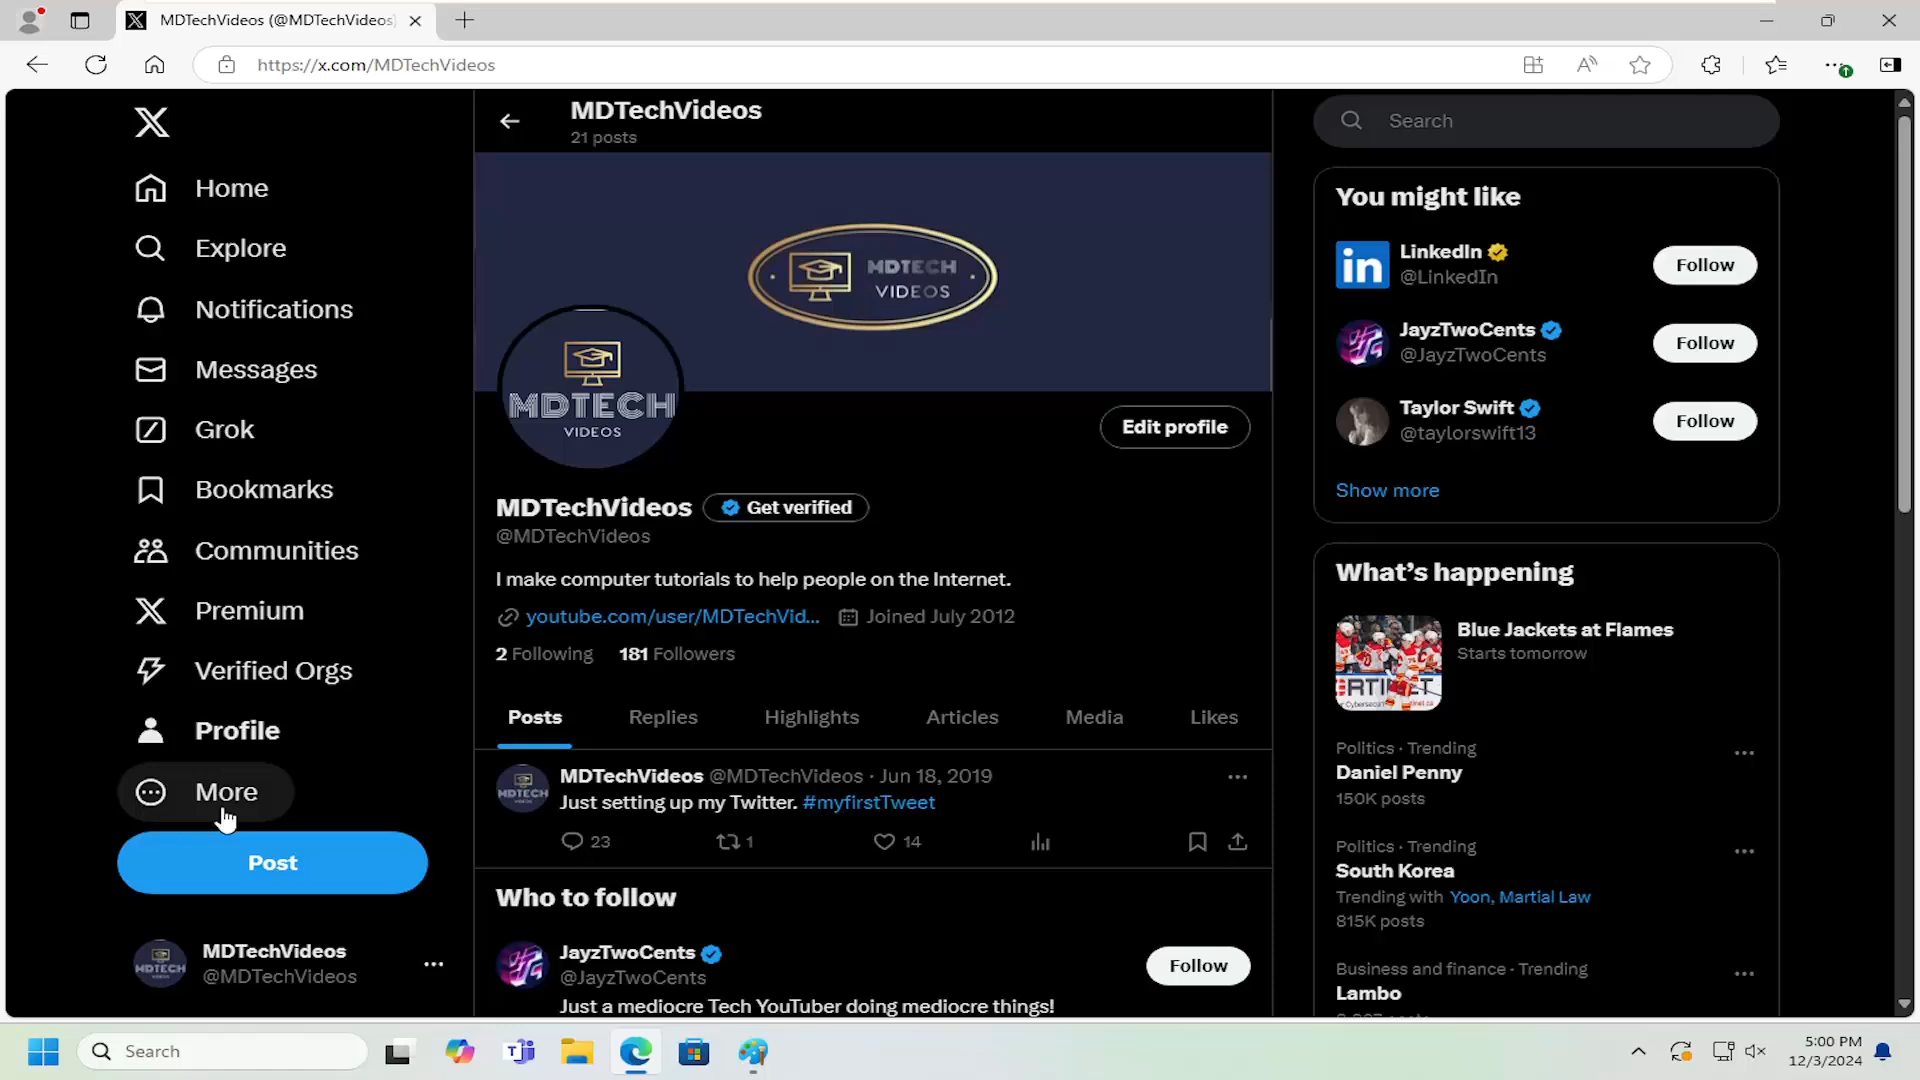 MDTechVideos (@MDTechVideos)
https://x.com/MDTechVideos
Home
Explore
Notifications
Messages
Grok
Bookmarks
Communities
Premium
Verified Orgs
Profile
More
Post
MDTechVideos
@MDTechVideos
MDTechVideos
21 posts
MDTECH
VIDEOS
MDTECH
VIDEOS
Edit profile
MDTechVideos Get verified
@MDTechVideos
I make computer tutorials to help people on the Internet.
youtube.com/user/MDTechVid... Joined July 2012
2 Following 181 Followers
Posts Replies Highlights Articles Media Likes
MDTechVideos @MDTechVideos · Jun 18, 2019
Just setting up my Twitter. #myfirstTweet
23 1 14
Who to follow
JayzTwoCents
@JayzTwoCents
Follow
Just a mediocre Tech YouTuber doing mediocre things!
Search
You might like
LinkedIn
@LinkedIn
Follow
JayzTwoCents
@JayzTwoCents
Follow
Taylor Swift
@taylorswift13
Follow
Show more
What's happening
Blue Jackets at Flames
Starts tomorrow
Politics · Trending
Daniel Penny
150K posts
Politics · Trending
South Korea
Trending with Yoon, Martial Law
815K posts
Business and finance · Trending
Lambo
Search
5:00 PM
12/3/2024